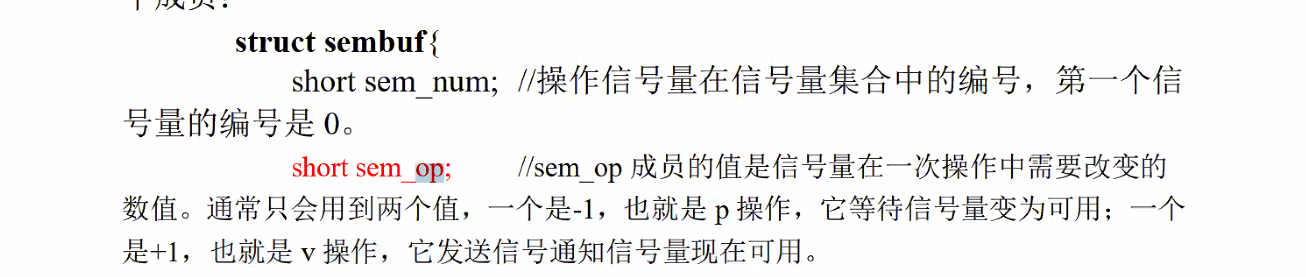 个成员：
struct sembuf{
short sem_num; //操作信号量在信号量集合中的编号，第一个信
号量的编号是 0。
short sem_op; //sem_op 成员的值是信号量在一次操作中需要改变的
数值。通常只会用到两个值，一个是-1，也就是 p 操作，它等待信号量变为可用；一个
是+1，也就是 v 操作，它发送信号通知信号量现在可用。